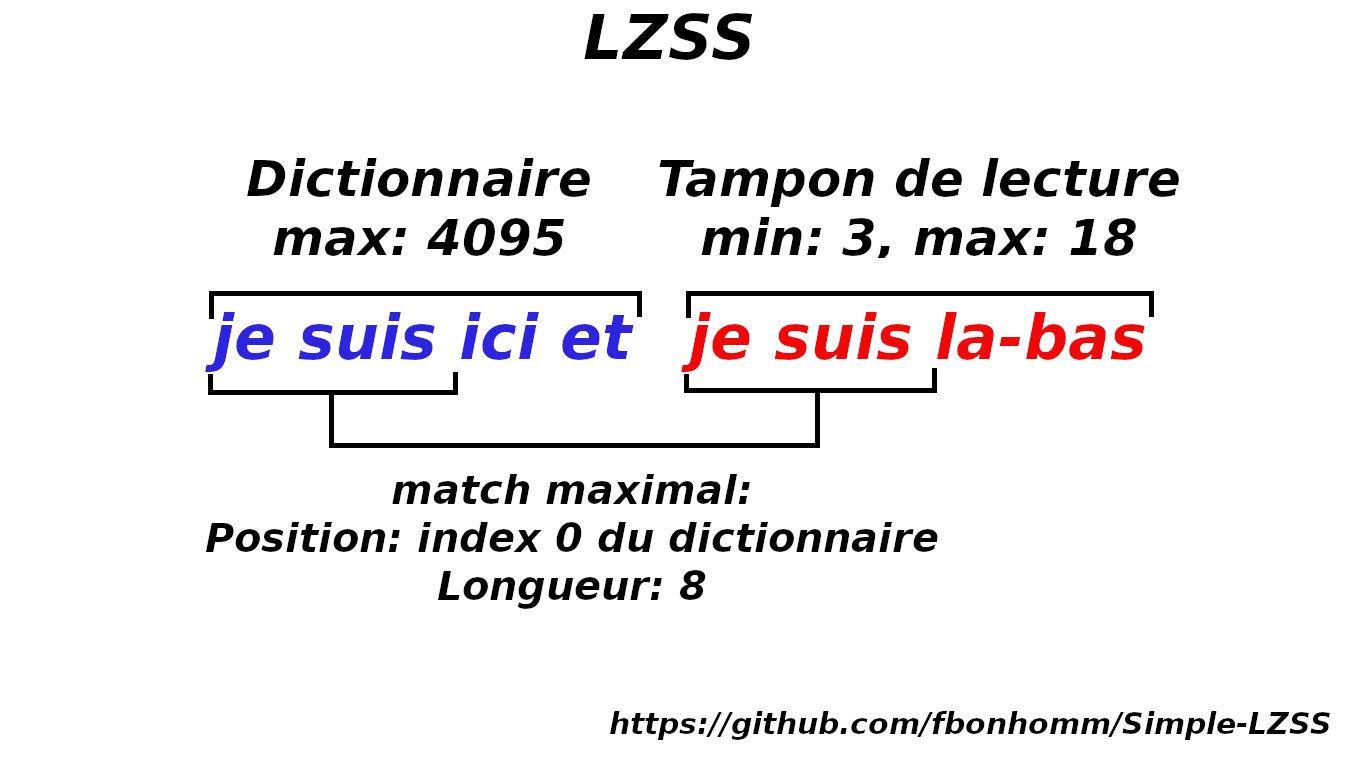 LZSS
Dictionnaire
max: 4095
Tampon de lecture
min: 3, max: 18
je suis ici et je suis la-bas
match maximal:
Position: index 0 du dictionnaire
Longueur: 8
https://github.com/fbonhomm/Simple-LZSS